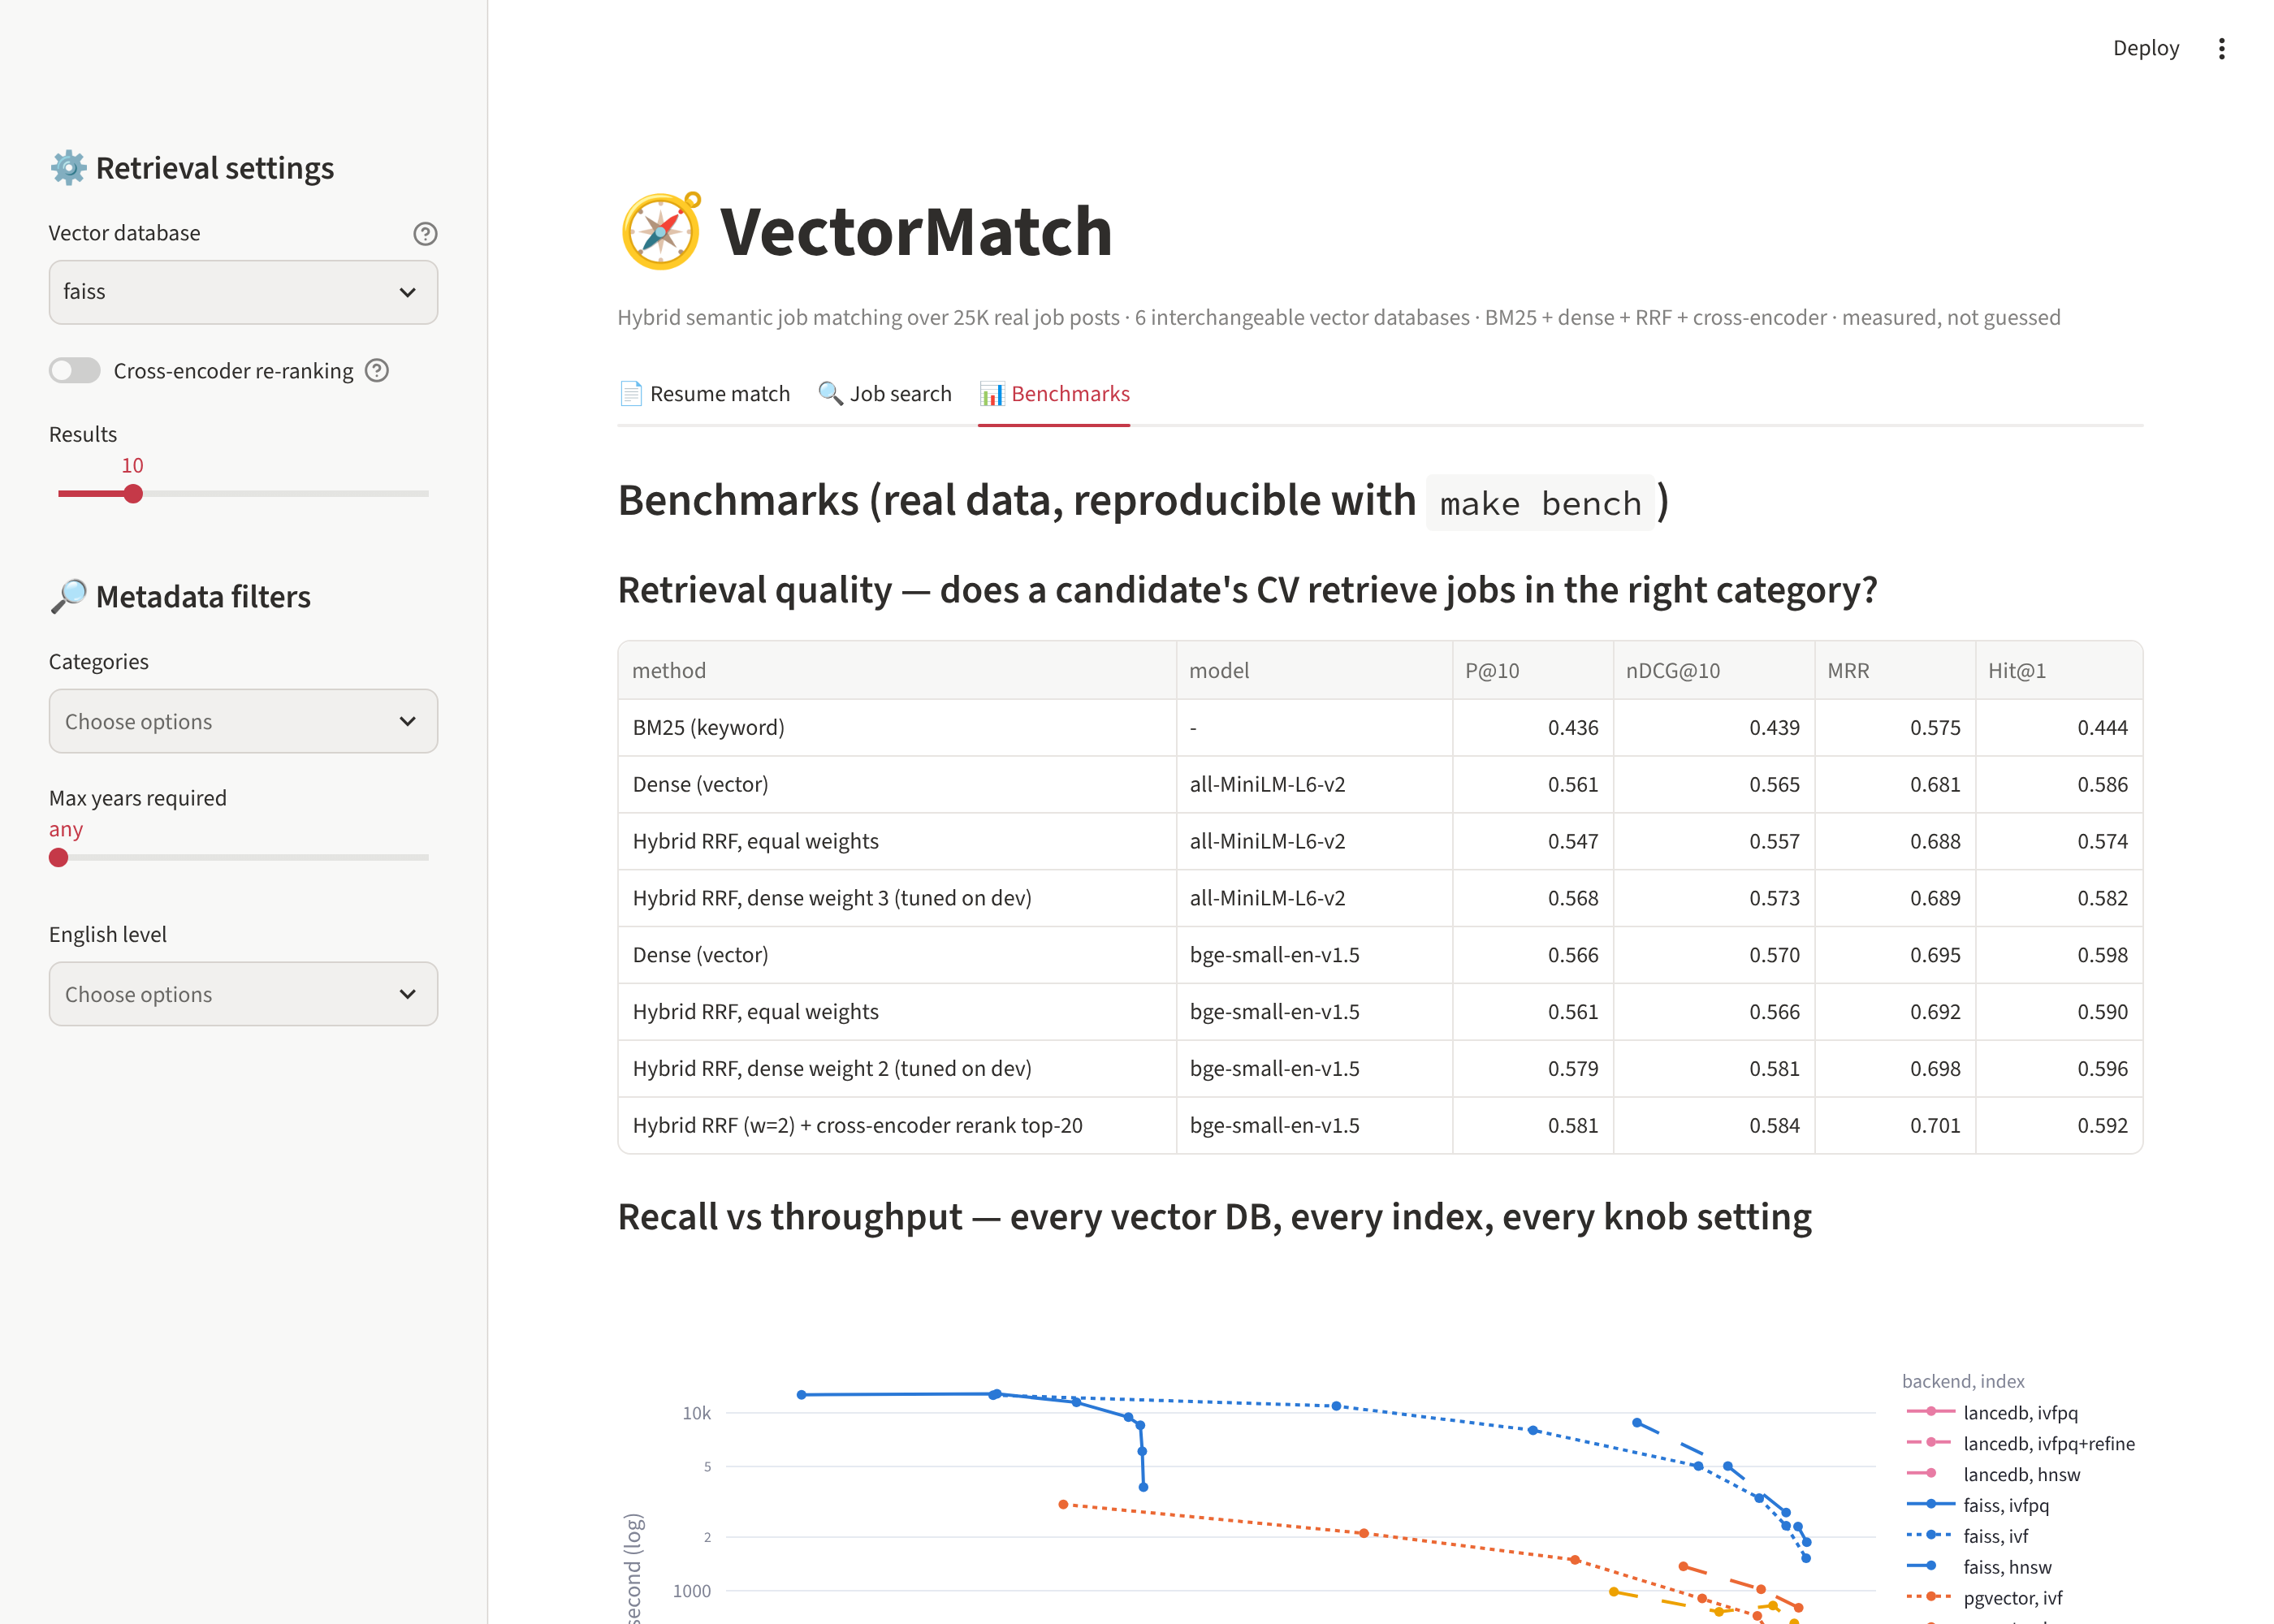 Deploy
Retrieval settings
Vector database
faiss
Cross-encoder re-ranking
Results
10
Metadata filters
Categories
Choose options
Max years required
any
English level
Choose options
VectorMatch
Hybrid semantic job matching over 25K real job posts · 6 interchangeable vector databases · BM25 + dense + RRF + cross-encoder · measured, not guessed
Resume match Job search Benchmarks
Benchmarks (real data, reproducible with make bench )
Retrieval quality — does a candidate's CV retrieve jobs in the right category?
method model P@10 nDCG@10 MRR Hit@1
BM25 (keyword) - 0.436 0.439 0.575 0.444
Dense (vector) all-MiniLM-L6-v2 0.561 0.565 0.681 0.586
Hybrid RRF, equal weights all-MiniLM-L6-v2 0.547 0.557 0.688 0.574
Hybrid RRF, dense weight 3 (tuned on dev) all-MiniLM-L6-v2 0.568 0.573 0.689 0.582
Dense (vector) bge-small-en-v1.5 0.566 0.570 0.695 0.598
Hybrid RRF, equal weights bge-small-en-v1.5 0.561 0.566 0.692 0.590
Hybrid RRF, dense weight 2 (tuned on dev) bge-small-en-v1.5 0.579 0.581 0.698 0.596
Hybrid RRF (w=2) + cross-encoder rerank top-20 bge-small-en-v1.5 0.581 0.584 0.701 0.592
Recall vs throughput — every vector DB, every index, every knob setting
second (log)
10k
5
2
1000
backend, index
lancedb, ivfpq
lancedb, ivfpq+refine
lancedb, hnsw
faiss, ivfpq
faiss, ivf
faiss, hnsw
pgvector, ivf